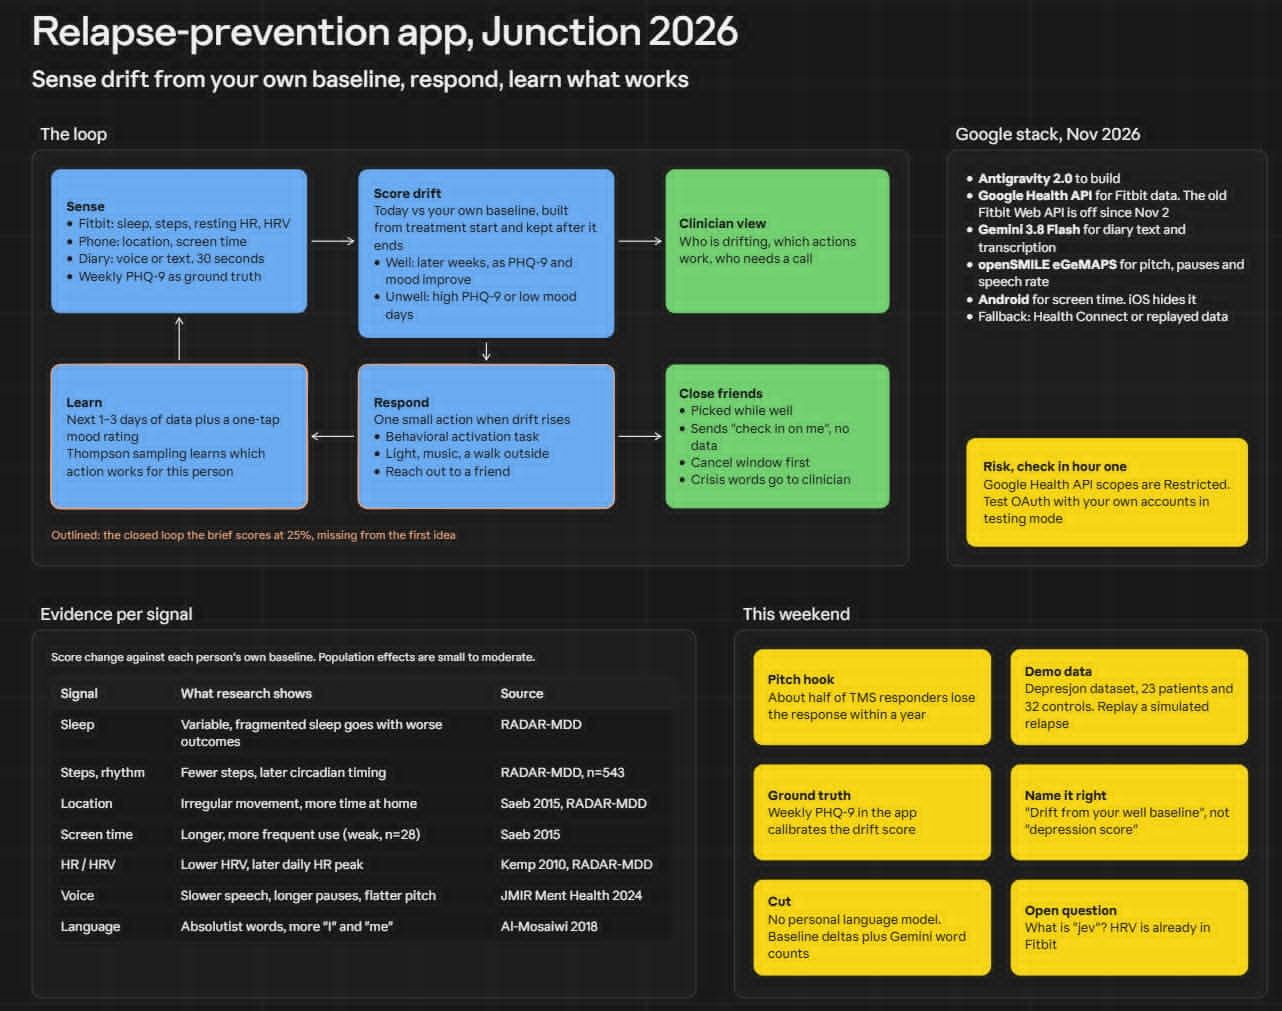 Relapse-prevention app, Junction 2026
Sense drift from your own baseline, respond, learn what works
The loop
Sense
• Fitbit: sleep, steps, resting HR, HRV
• Phone: location, screen time
• Diary: voice or text, 30 seconds
• Weekly PHQ-9 as ground truth
Score drift
Today vs your own baseline, built
from treatment start and kept after it
ends
• Well: later weeks, as PHQ-9 and
mood improve
• Unwell: high PHQ-9 or low mood
days
Clinician view
Who is drifting, which actions
work, who needs a call
Learn
Next 1–3 days of data plus a one-tap
mood rating
Thompson sampling learns which
action works for this person
Respond
One small action when drift rises
• Behavioral activation task
• Light, music, a walk outside
• Reach out to a friend
Close friends
• Picked while well
• Sends "check in on me", no
data
• Cancel window first
• Crisis words go to clinician
Outlined: the closed loop the brief scores at 25%, missing from the first idea
Google stack, Nov 2026
• Antigravity 2.0 to build
• Google Health API for Fitbit data. The old
Fitbit Web API is off since Nov 2
• Gemini 3.8 Flash for diary text and
transcription
• openSMILE eGeMAPS for pitch, pauses and
speech rate
• Android for screen time. iOS hides it
• Fallback: Health Connect or replayed data
Risk, check in hour one
Google Health API scopes are Restricted.
Test OAuth with your own accounts in
testing mode
Evidence per signal
Score change against each person's own baseline. Population effects are small to moderate.
Signal What research shows Source
Sleep Variable, fragmented sleep goes with worse RADAR-MDD
outcomes
Steps, rhythm Fewer steps, later circadian timing RADAR-MDD, n=543
Location Irregular movement, more time at home Saeb 2015, RADAR-MDD
Screen time Longer, more frequent use (weak, n=28) Saeb 2015
HR / HRV Lower HRV, later daily HR peak Kemp 2010, RADAR-MDD
Voice Slower speech, longer pauses, flatter pitch JMIR Ment Health 2024
Language Absolutist words, more "I" and "me" Al-Mosaiwi 2018
This weekend
Pitch hook
About half of TMS responders lose
the response within a year
Demo data
Depresjon dataset, 23 patients and
32 controls. Replay a simulated
relapse
Ground truth
Weekly PHQ-9 in the app
calibrates the drift score
Name it right
"Drift from your well baseline", not
"depression score"
Cut
No personal language model.
Baseline deltas plus Gemini word
counts
Open question
What is "jev"? HRV is already in
Fitbit